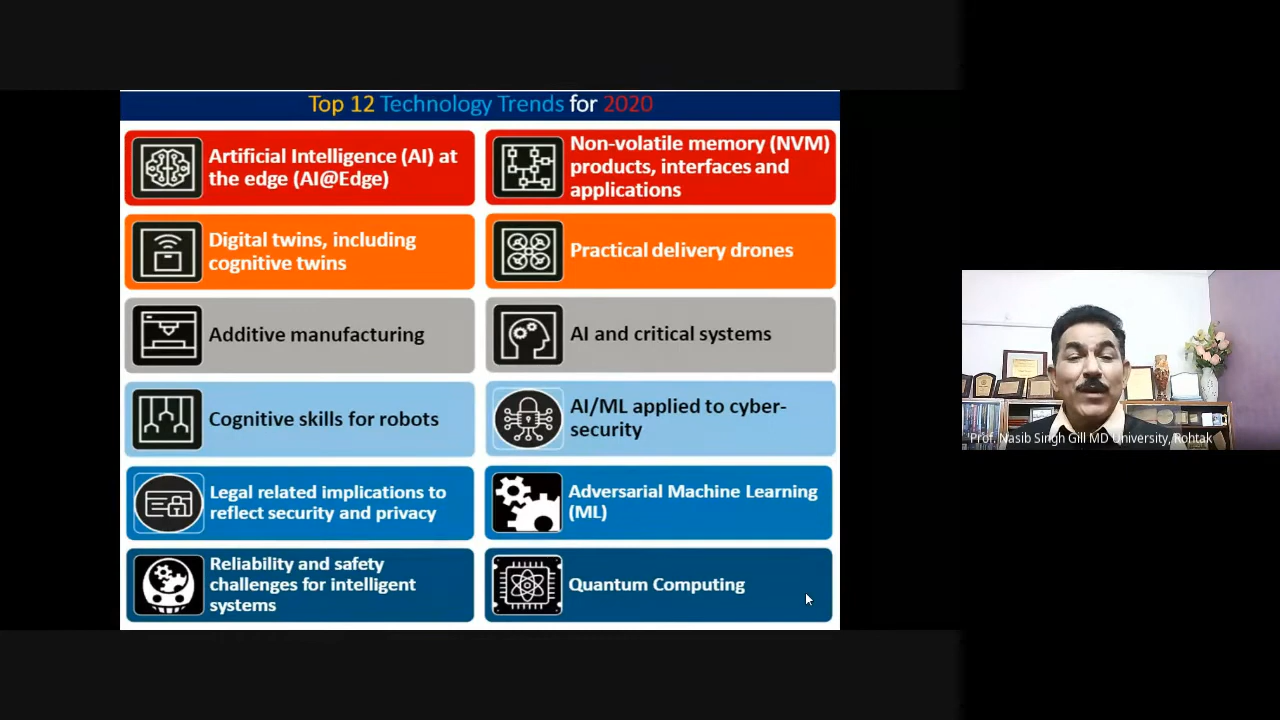 Top 12 Technology Trends for 2020
Artificial Intelligence (AI) at
the edge (AI@Edge)
Non-volatile memory (NVM)
products, interfaces and
applications
Digital twins, including
cognitive twins
Practical delivery drones
Additive manufacturing
AI and critical systems
Cognitive skills for robots
AI/ML applied to cyber-
security
Legal related implications to
reflect security and privacy
Adversarial Machine Learning
(ML)
Reliability and safety
challenges for intelligent
systems
Quantum Computing
'Prof. Nasib Singh Gill MD University, Rohtak